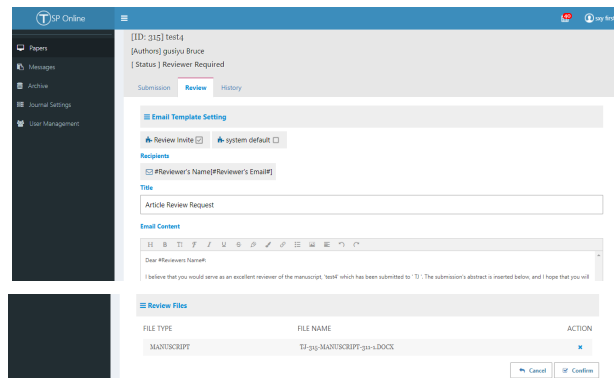 TSP Online
40
sxy first
Papers
Messages
Archive
Journal Settings
User Management
[ID: 315] test4
[Authors] gusiyu Bruce
[ Status ] Reviewer Required
Submission Review History
Email Template Setting
Review Invite system default
Recipients
#Reviewer's Name[#Reviewer's Email#]
Title
Article Review Request
Email Content
H B TI F I U S
Dear #Reviewers Name#:
I believe that you would serve as an excellent reviewer of the manuscript, 'test4' which has been submitted to ' TJ '. The submission's abstract is inserted below, and I hope that you will
Review Files
FILE TYPE FILE NAME ACTION
MANUSCRIPT TJ-315-MANUSCRIPT-311-1.DOCX
Cancel Confirm